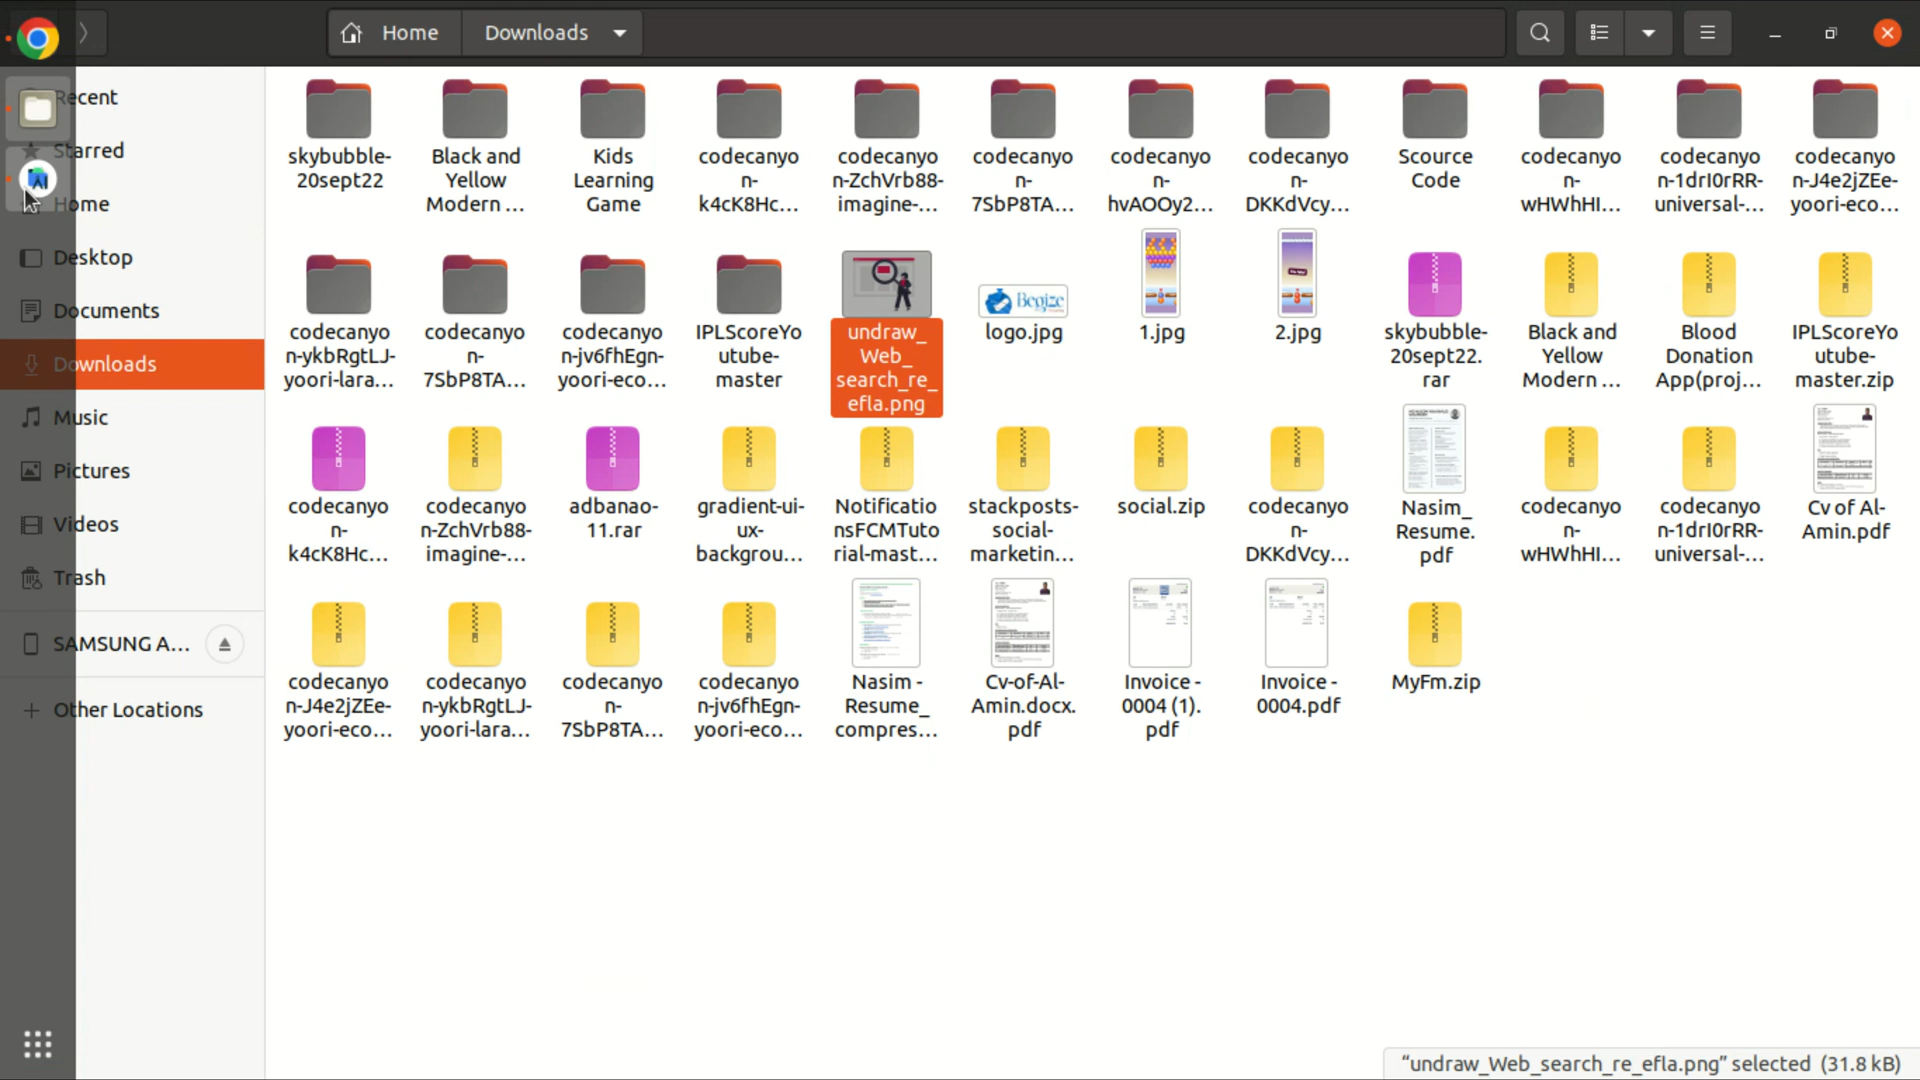 Home
Downloads
Recent
Starred
Home
Desktop
Documents
Downloads
Music
Pictures
Videos
Trash
SAMSUNG A...
Other Locations
skybubble-
20sept22
Black and
Yellow
Modern ...
Kids
Learning
Game
codecanyo
n-
k4cK8Hc...
codecanyo
n-ZchVrb88-
imagine-...
codecanyo
n-
7SbP8TA...
codecanyo
n-
hvAOOy2...
codecanyo
n-
DKKdVcy...
Scource
Code
codecanyo
n-
wHWhHI...
codecanyo
n-1drI0rRR-
universal-...
codecanyo
n-J4e2jZEe-
yoori-eco...
codecanyo
n-ykbRgtLJ-
yoori-lara...
codecanyo
n-
7SbP8TA...
codecanyo
n-jv6fhEgn-
yoori-eco...
IPLScoreYo
utube-
master
undraw_
Web_
search_re_
efla.png
Begize
logo.jpg
1.jpg
2.jpg
skybubble-
20sept22.
rar
Black and
Yellow
Modern ...
Blood
Donation
App(proj...
IPLScoreYo
utube-
master.zip
codecanyo
n-
k4cK8Hc...
codecanyo
n-ZchVrb88-
imagine-...
adbanao-
11.rar
gradient-ui-
ux-
backgrou...
Notificatio
nsFCMTuto
rial-mast...
stackposts-
social-
marketin...
social.zip
codecanyo
n-
DKKdVcy...
Nasim_
Resume.
pdf
codecanyo
n-
wHWhHI...
codecanyo
n-1drI0rRR-
universal-...
Cv of Al-
Amin.pdf
codecanyo
n-J4e2jZEe-
yoori-eco...
codecanyo
n-ykbRgtLJ-
yoori-lara...
codecanyo
n-
7SbP8TA...
codecanyo
n-jv6fhEgn-
yoori-eco...
Nasim -
Resume_
compres...
Cv-of-Al-
Amin.docx.
pdf
Invoice -
0004 (1).
pdf
Invoice -
0004.pdf
MyFm.zip
“undraw_Web_search_re_efla.png” selected (31.8 kB)